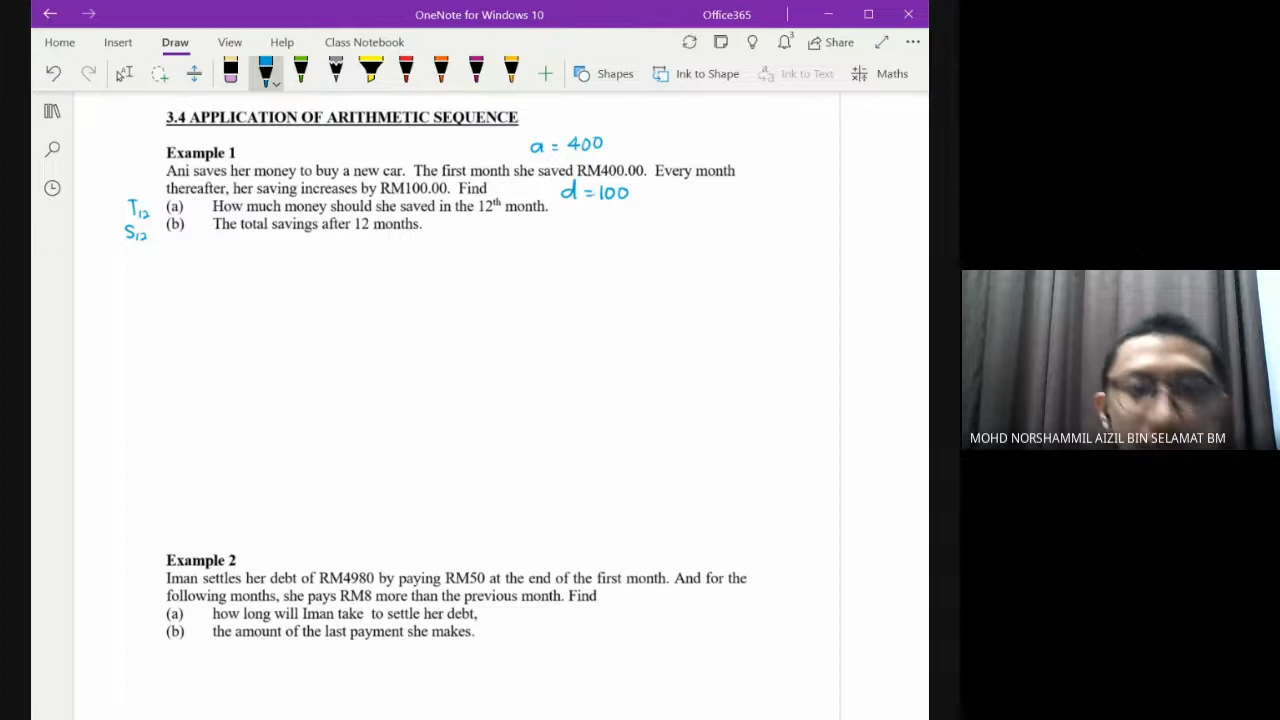 OneNote for Windows 10
Office365
Home Insert Draw View Help Class Notebook
3
Share
Shapes Ink to Shape Ink to Text Maths
3.4 APPLICATION OF ARITHMETIC SEQUENCE
a = 400
Example 1
Ani saves her money to buy a new car. The first month she saved RM400.00. Every month
thereafter, her saving increases by RM100.00. Find
d = 100
T12 (a) How much money should she saved in the 12th month.
S12 (b) The total savings after 12 months.
Example 2
Iman settles her debt of RM4980 by paying RM50 at the end of the first month. And for the
following months, she pays RM8 more than the previous month. Find
(a) how long will Iman take to settle her debt,
(b) the amount of the last payment she makes.
MOHD NORSHAMMIL AIZIL BIN SELAMAT BM